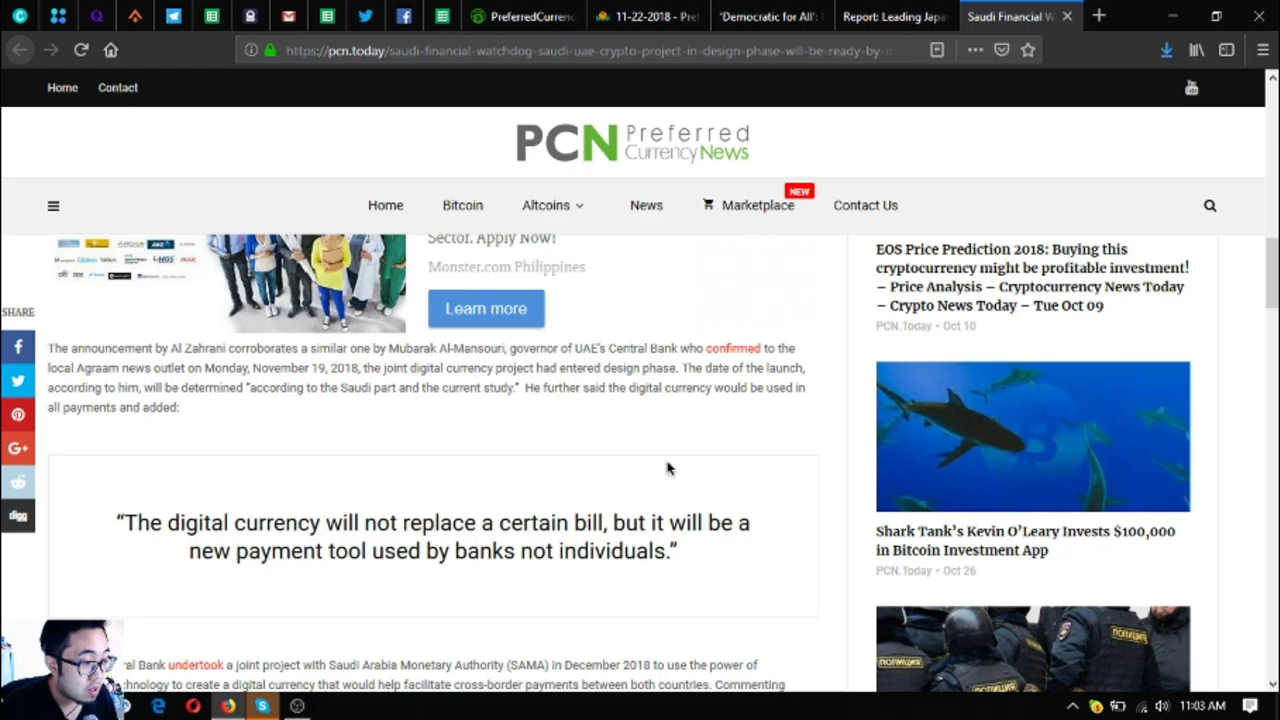 PreferredCurrenc
11-22-2018 - Pref
'Democratic for All':
Report: Leading Japa
Saudi Financial W
https://pcn.today/saudi-financial-watchdog-saudi-uae-crypto-project-in-design-phase-will-be-ready-by-m
Home
Contact
PCN Preferred
CurrencyNews
NEW
Home
Bitcoin
Altcoins
News
Marketplace
Contact Us
Sector. Apply Now!
Monster.com Philippines
Learn more
SHARE
digg
The announcement by Al Zahrani corroborates a similar one by Mubarak Al-Mansouri, governor of UAE's Central Bank who confirmed to the
local Agraam news outlet on Monday, November 19, 2018, the joint digital currency project had entered design phase. The date of the launch,
according to him, will be determined "according to the Saudi part and the current study."  He further said the digital currency would be used in
all payments and added:
“The digital currency will not replace a certain bill, but it will be a
new payment tool used by banks not individuals.”
ral Bank undertook a joint project with Saudi Arabia Monetary Authority (SAMA) in December 2018 to use the power of
chnology to create a digital currency that would help facilitate cross-border payments between both countries. Commenting
EOS Price Prediction 2018: Buying this
cryptocurrency might be profitable investment!
– Price Analysis – Cryptocurrency News Today
– Crypto News Today – Tue Oct 09
PCN.Today • Oct 10
Shark Tank’s Kevin O’Leary Invests $100,000
in Bitcoin Investment App
PCN.Today • Oct 26
ПОЛИЦИЯ
ПОЛИЦИЯ
11:03 AM